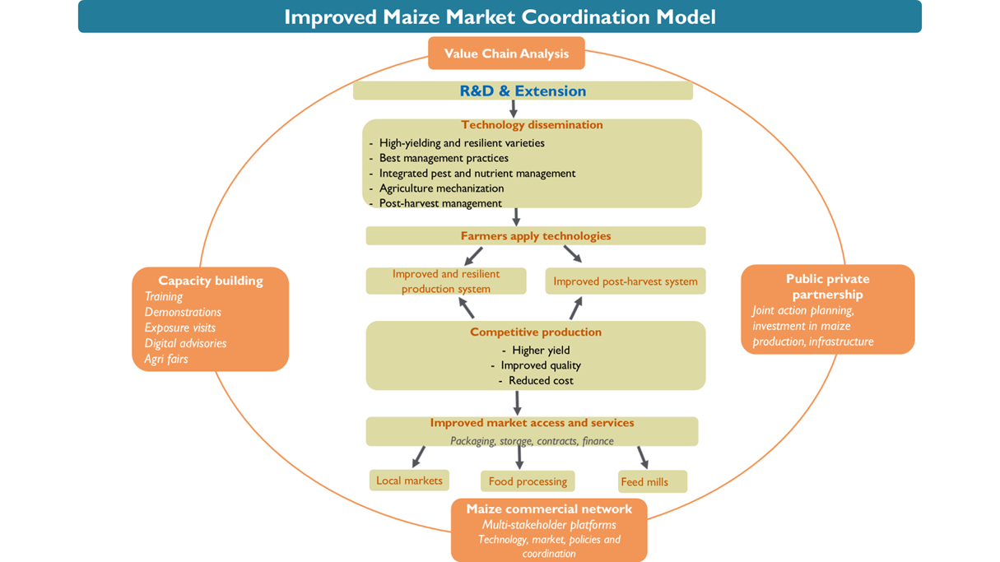 Improved Maize Market Coordination Model
Value Chain Analysis
R&D & Extension
Technology dissemination
- High-yielding and resilient varieties
- Best management practices
- Integrated pest and nutrient management
- Agriculture mechanization
- Post-harvest management
Farmers apply technologies
Improved and resilient
production system
Improved post-harvest system
Capacity building
Training
Demonstrations
Exposure visits
Digital advisories
Agri fairs
Public private
partnership
Joint action planning,
investment in maize
production, infrastructure
Competitive production
- Higher yield
- Improved quality
- Reduced cost
Improved market access and services
Packaging, storage, contracts, finance
Local markets
Food processing
Feed mills
Maize commercial network
Multi-stakeholder platforms
Technology, market, policies and
coordination